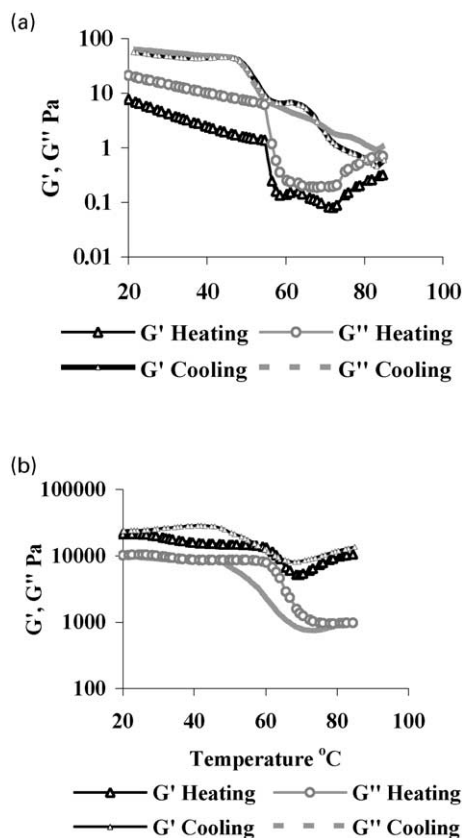 (a)
G', G" Pa
100
10
1
0.1
0.01
20 40 60 80 100
G' Heating G" Heating
G' Cooling G" Cooling
(b)
G', G" Pa
100000
10000
1000
100
20 40 60 80 100
Temperature °C
G' Heating G" Heating
G' Cooling G" Cooling